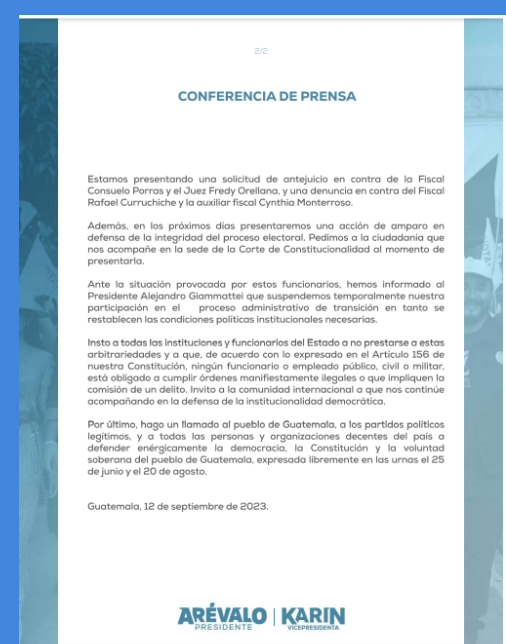 2/2
CONFERENCIA DE PRENSA
Estamos presentando una solicitud de antejuicio en contra de la Fiscal
Consuelo Porras y el Juez Fredy Orellana, y una denuncia en contra del Fiscal
Rafael Curruchiche y la auxiliar fiscal Cynthia Monterroso.
Además, en los próximos días presentaremos una acción de amparo en
defensa de la integridad del proceso electoral. Pedimos a la ciudadanía que
nos acompañe en la sede de la Corte de Constitucionalidad al momento de
presentarla.
Ante la situación provocada por estos funcionarios, hemos informado al
Presidente Alejandro Giammattei que suspendemos temporalmente nuestra
participación en el proceso administrativo de transición en tanto se
restablecen las condiciones políticas institucionales necesarias.
Insto a todas las instituciones y funcionarios del Estado a no prestarse a estas
arbitrariedades y a que, de acuerdo con lo expresado en el Artículo 156 de
nuestra Constitución, ningún funcionario o empleado público, civil o militar,
está obligado a cumplir órdenes manifiestamente ilegales o que impliquen la
comisión de un delito. Invito a la comunidad internacional a que nos continúe
acompañando en la defensa de la institucionalidad democrática.
Por último, hago un llamado al pueblo de Guatemala, a los partidos políticos
legítimos, y a todas las personas y organizaciones decentes del país a
defender enérgicamente la democracia, la Constitución y la voluntad
soberana del pueblo de Guatemala, expresada libremente en las urnas el 25
de junio y el 20 de agosto.
Guatemala, 12 de septiembre de 2023.
ARÉVALO | KARIN
PRESIDENTE VICEPRESIDENTA